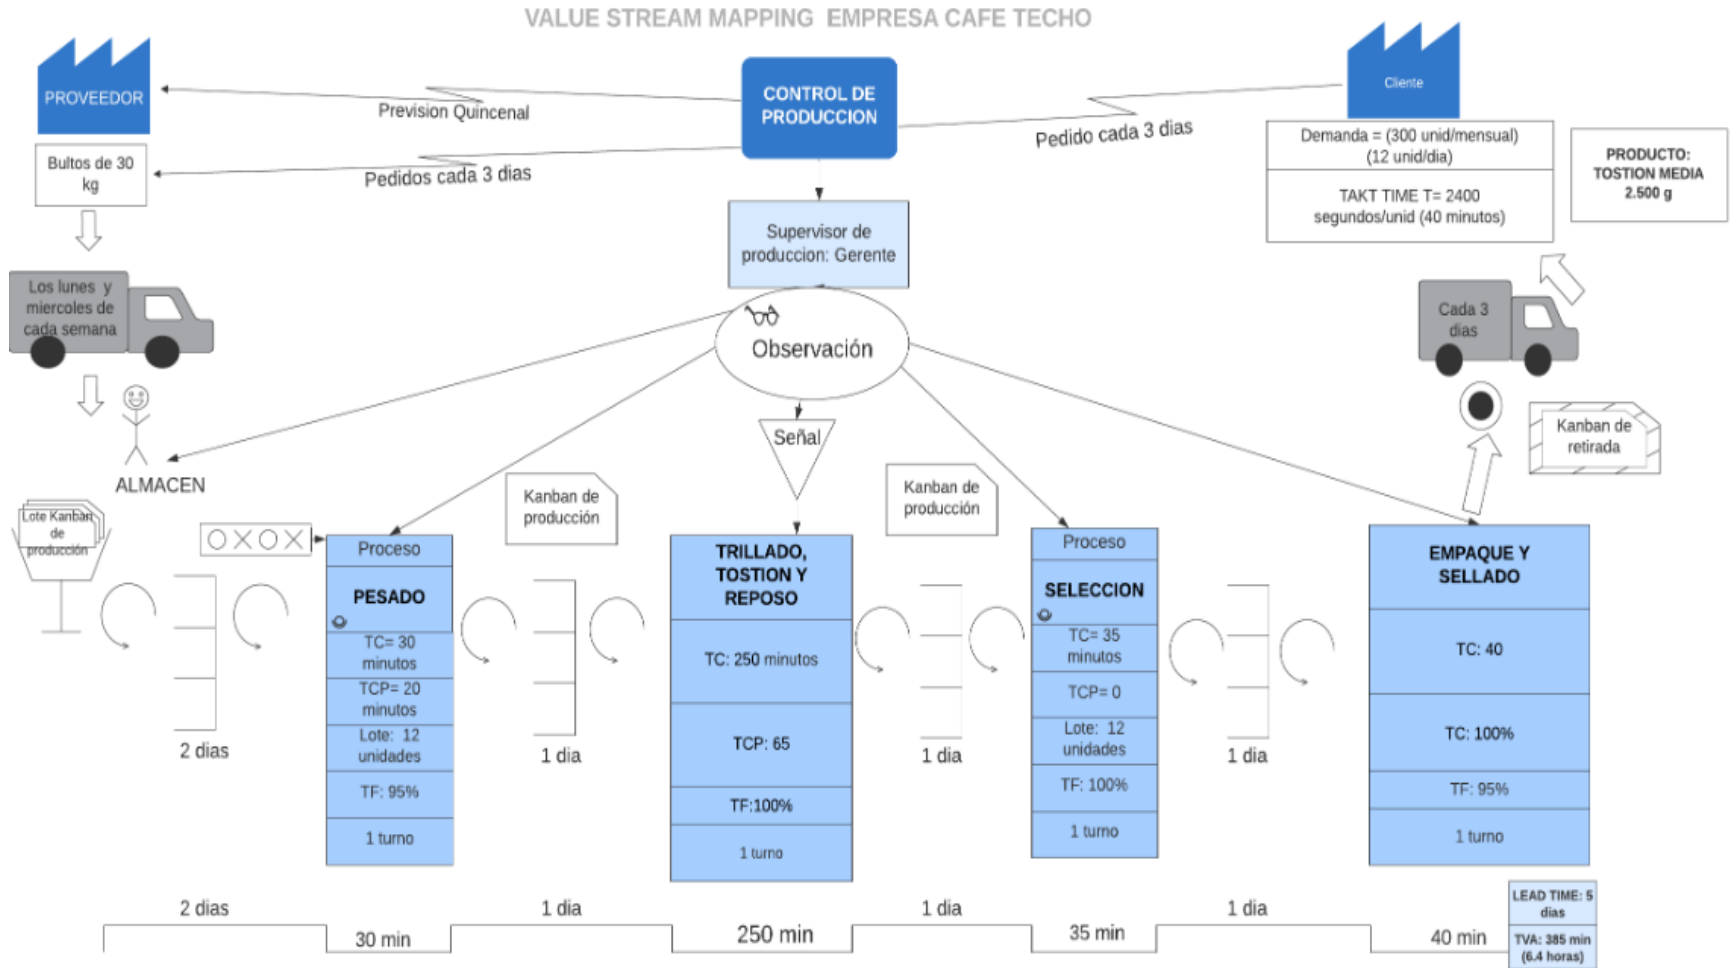 VALUE STREAM MAPPING EMPRESA CAFE TECHO
PROVEEDOR
Prevision Quincenal
CONTROL DE
PRODUCCION
Pedido cada 3 dias
Cliente
Bultos de 30
kg
Pedidos cada 3 dias
Demanda = (300 unid/mensual)
(12 unid/dia)
TAKT TIME T= 2400
segundos/unid (40 minutos)
PRODUCTO:
TOSTION MEDIA
2.500 g
Supervisor de
produccion: Gerente
Los lunes y
miercoles de
cada semana
Observación
Cada 3
dias
Señal
Kanban de
retirada
ALMACEN
Lote Kanban
de
producción
Kanban de
producción
Kanban de
producción
Proceso
PESADO
TC= 30
minutos
TCP= 20
minutos
Lote: 12
unidades
TF: 95%
1 turno
TRILLADO,
TOSTION Y
REPOSO
TC: 250 minutos
TCP: 65
TF:100%
1 turno
Proceso
SELECCION
TC= 35
minutos
TCP= 0
Lote: 12
unidades
TF: 100%
1 turno
EMPAQUE Y
SELLADO
TC: 40
TC: 100%
TF: 95%
1 turno
2 dias
1 dia
1 dia
1 dia
2 dias
30 min
1 dia
250 min
1 dia
35 min
1 dia
40 min
LEAD TIME: 5
dias
TVA: 385 min
(6.4 horas)